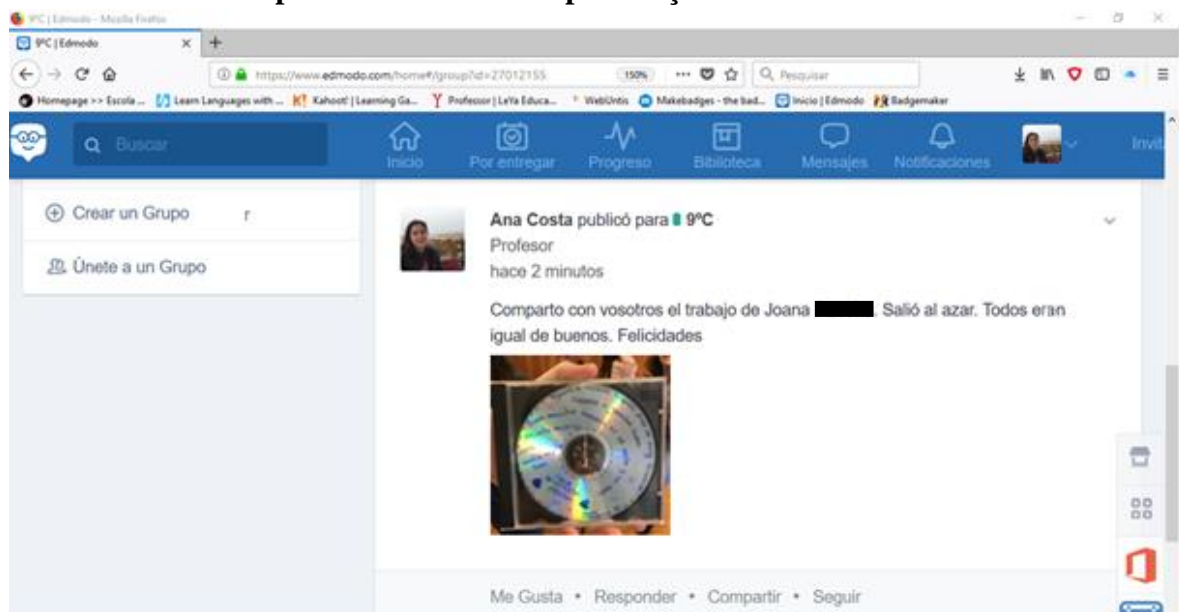 9ºC | Edmodo - Mozilla Firefox
9ºC | Edmodo
https://www.edmodo.com/home#/group?id=27012155
150%
Pesquisar
Homepage >> Escola ...
Learn Languages with ...
Kahoot! | Learning Ga...
Professor | LeYa Educa...
WebUntis
Makebadges - the bad...
Inicio | Edmodo
Badgemaker
Buscar
Inicio
Por entregar
Progreso
Biblioteca
Mensajes
Notificaciones
Invit
Crear un Grupo
r
Únete a un Grupo
Ana Costa publicó para 9ºC
Profesor
hace 2 minutos
Comparto con vosotros el trabajo de Joana . Salió al azar. Todos eran
igual de buenos. Felicidades
Me Gusta • Responder • Compartir • Seguir